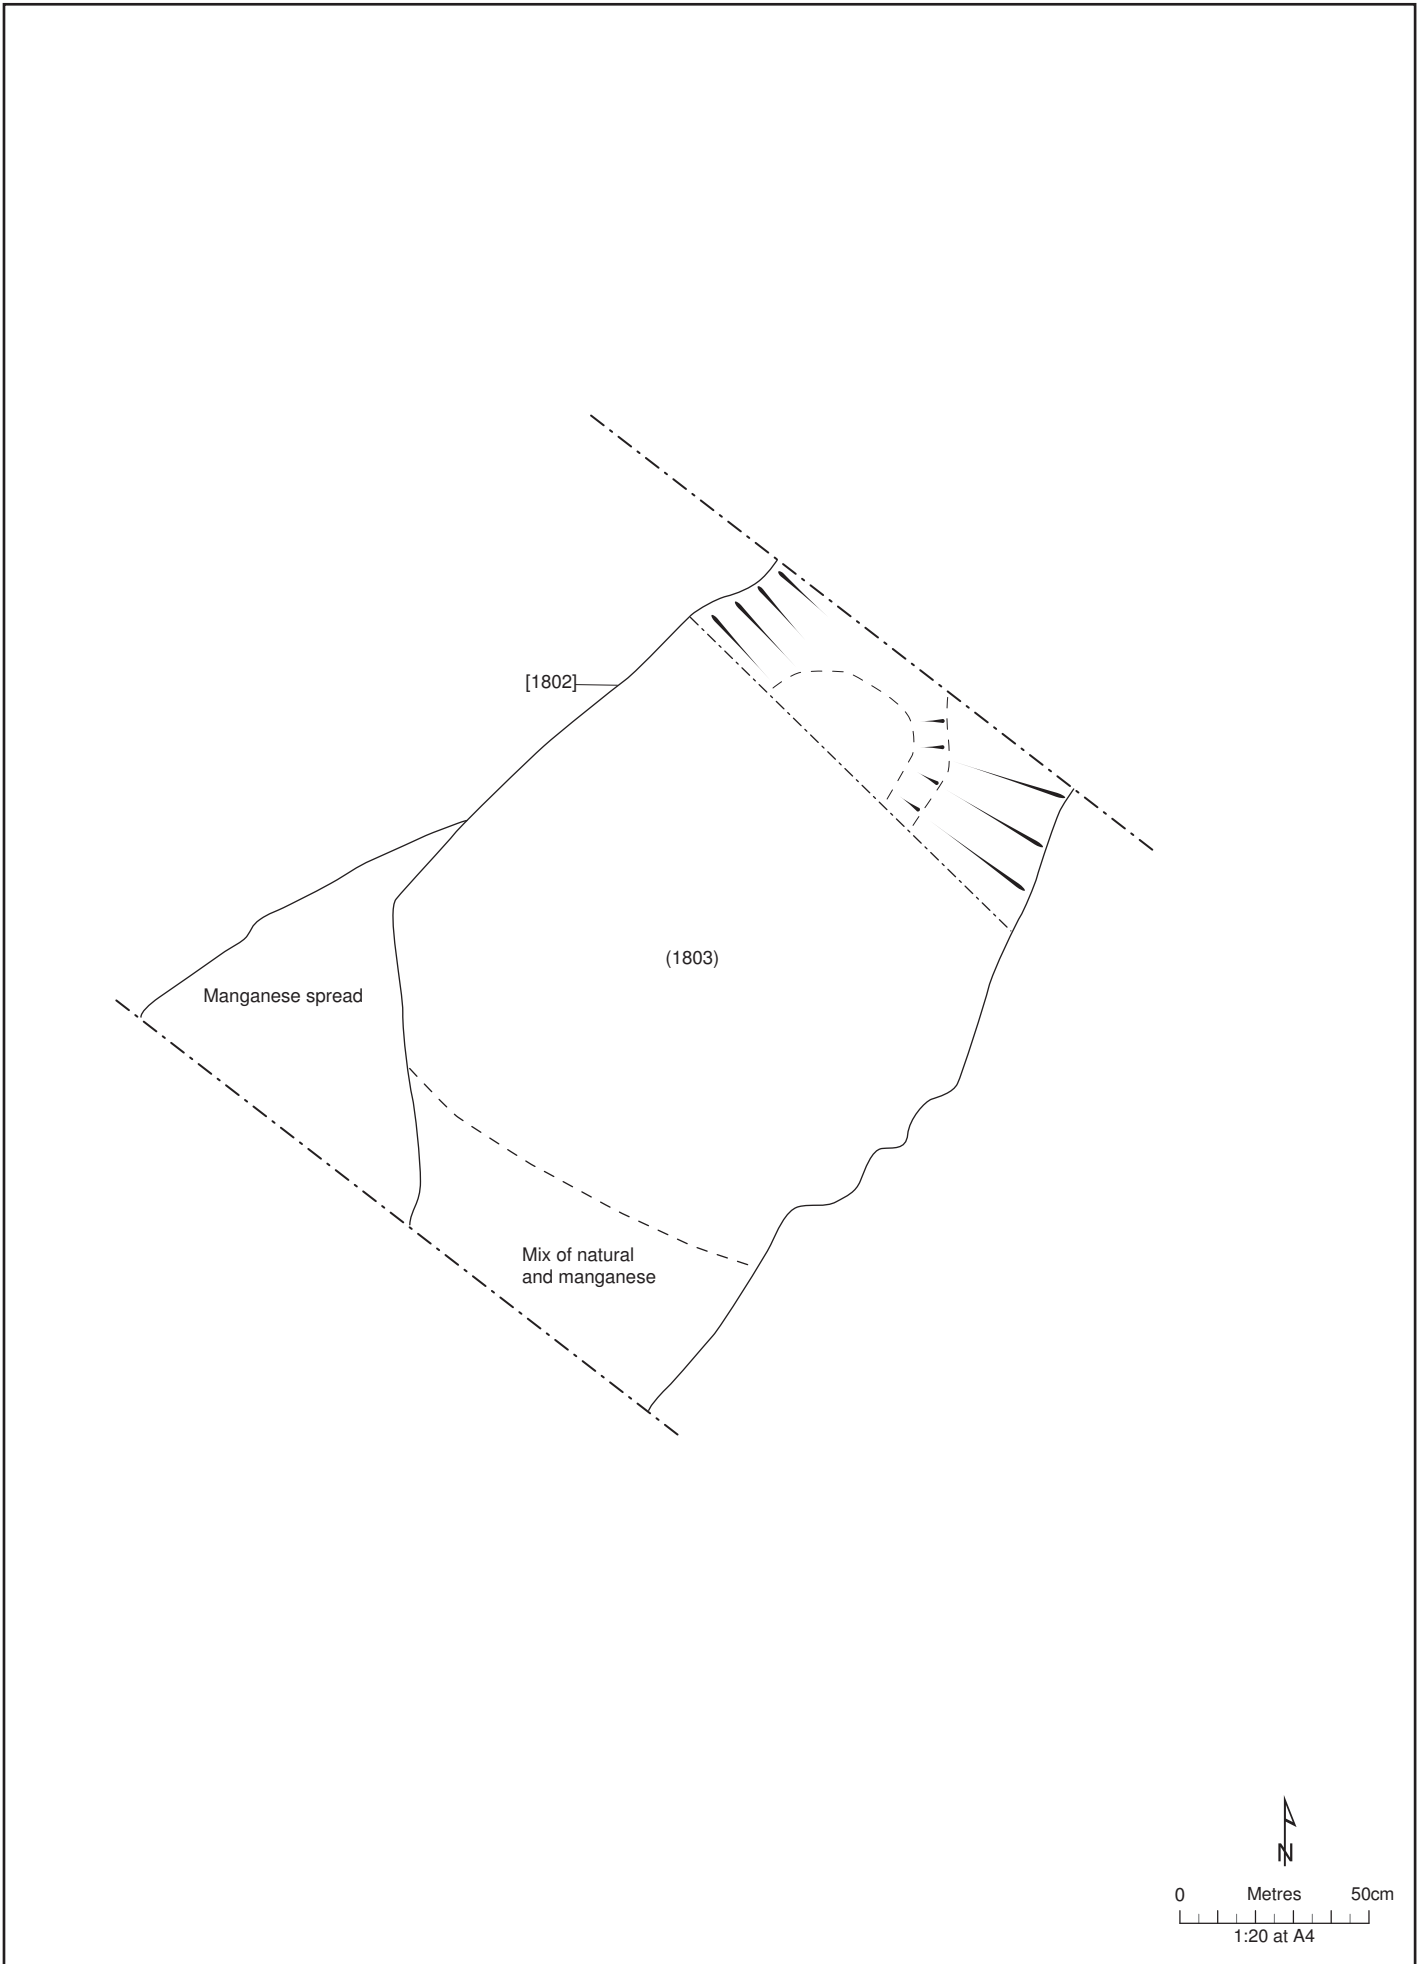 [1802]
(1803)
Manganese spread
Mix of natural
and manganese
N
0 Metres 50cm
1:20 at A4